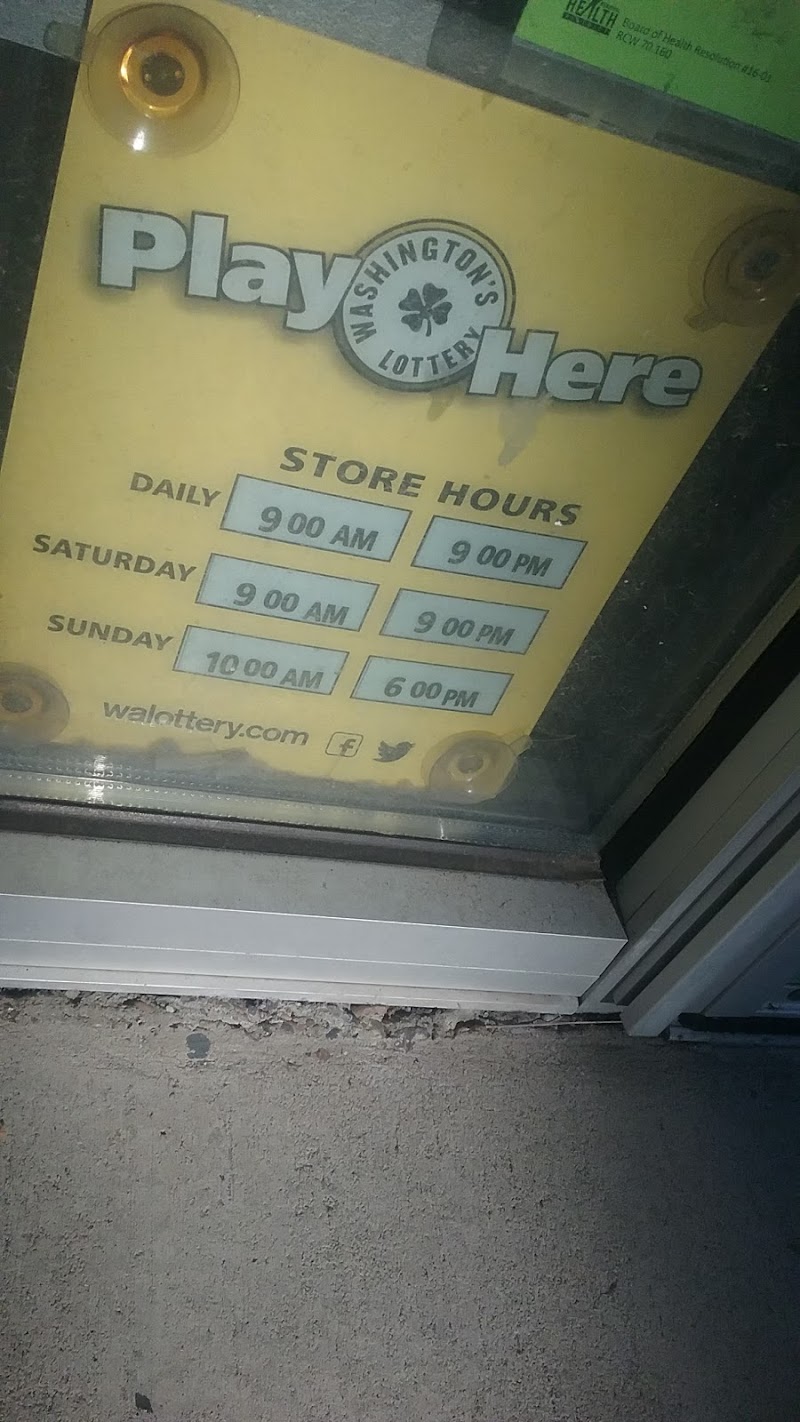 HEALTH
Board of Health Resolution #16-01
RCW 70.160
Play WASHINGTON'S LOTTERY Here
STORE HOURS
DAILY 9 00 AM 9 00 PM
SATURDAY 9 00 AM 9 00 PM
SUNDAY 10 00 AM 6 00 PM
walottery.com f